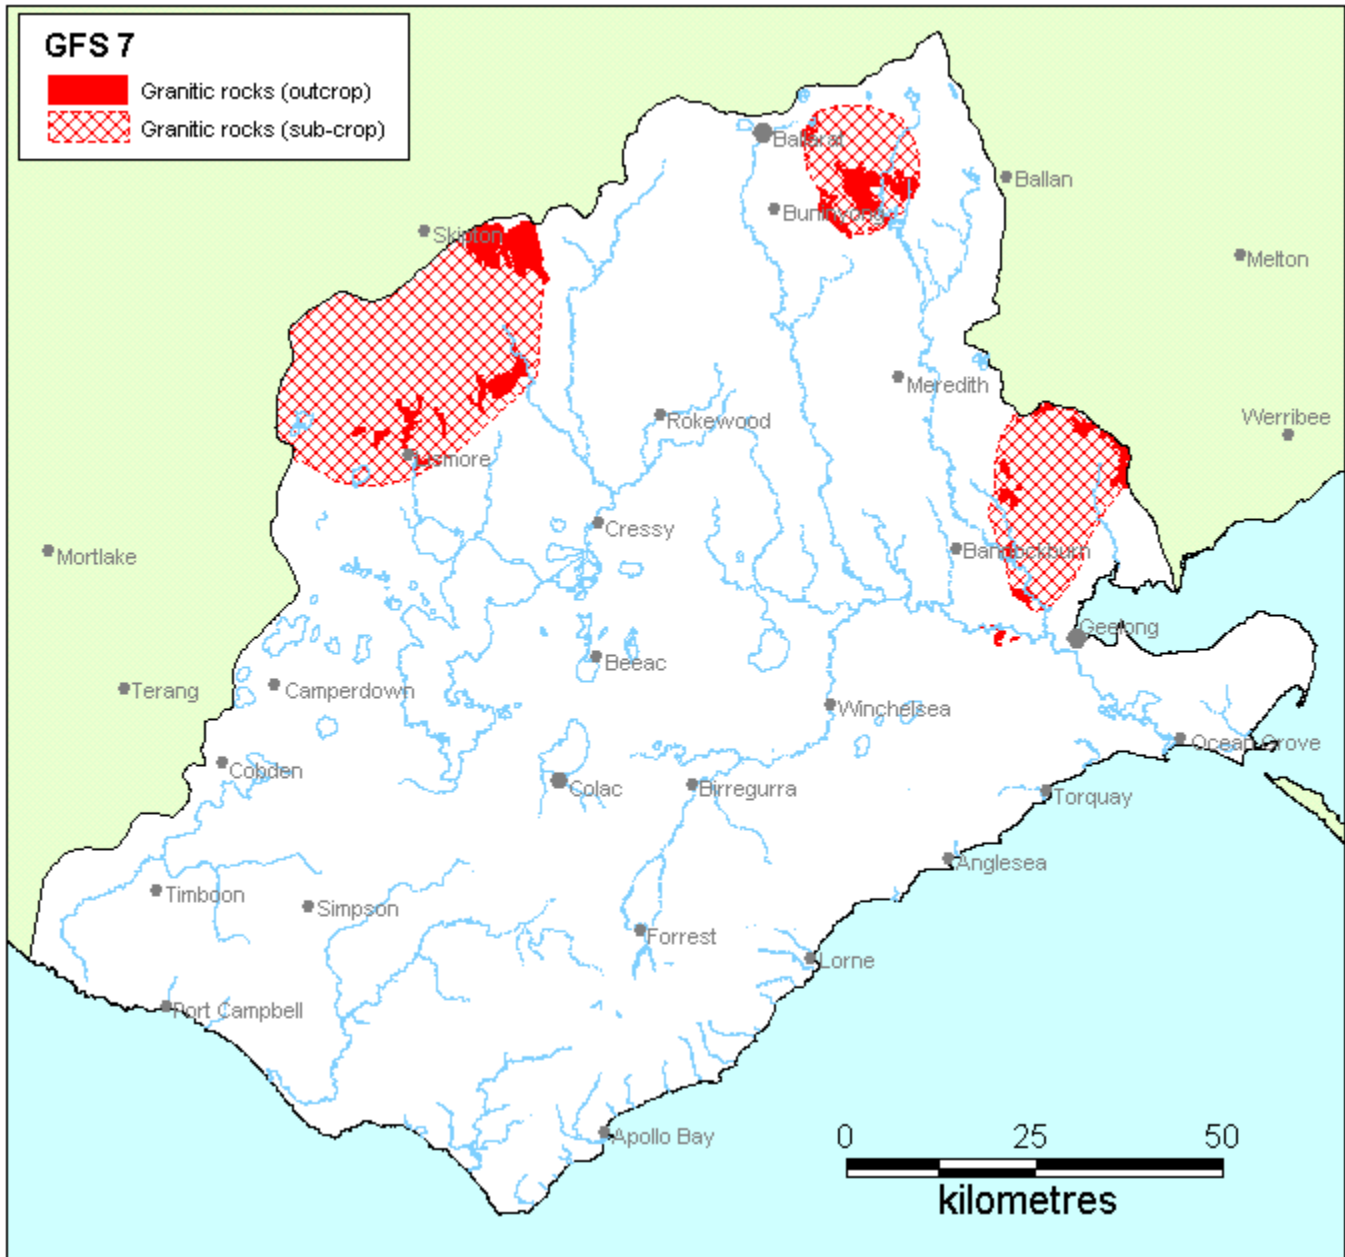 GFS 7
Granitic rocks (outcrop)
Granitic rocks (sub-crop)
Ballarat
Ballan
Buninyong
Skipton
Melton
Meredith
Werribee
Rokewood
Lismore
Cressy
Bannockburn
Mortlake
Geelong
Beeac
Terang
Camperdown
Winchelsea
Ocean Grove
Cobden
Colac
Birregurra
Torquay
Anglesea
Timboon
Simpson
Forrest
Lorne
Port Campbell
Apollo Bay
0 25 50
kilometres